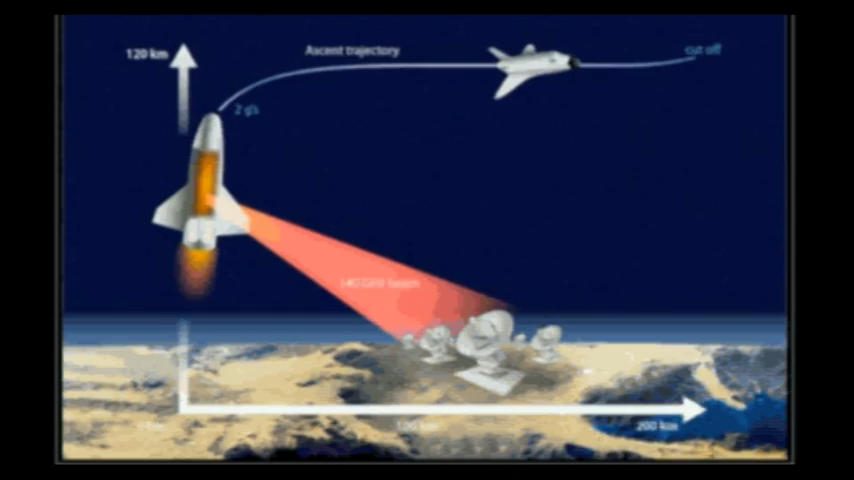 120 km
Ascent trajectory
cut off
2 g's
140 GHz beam
100 km
200 km